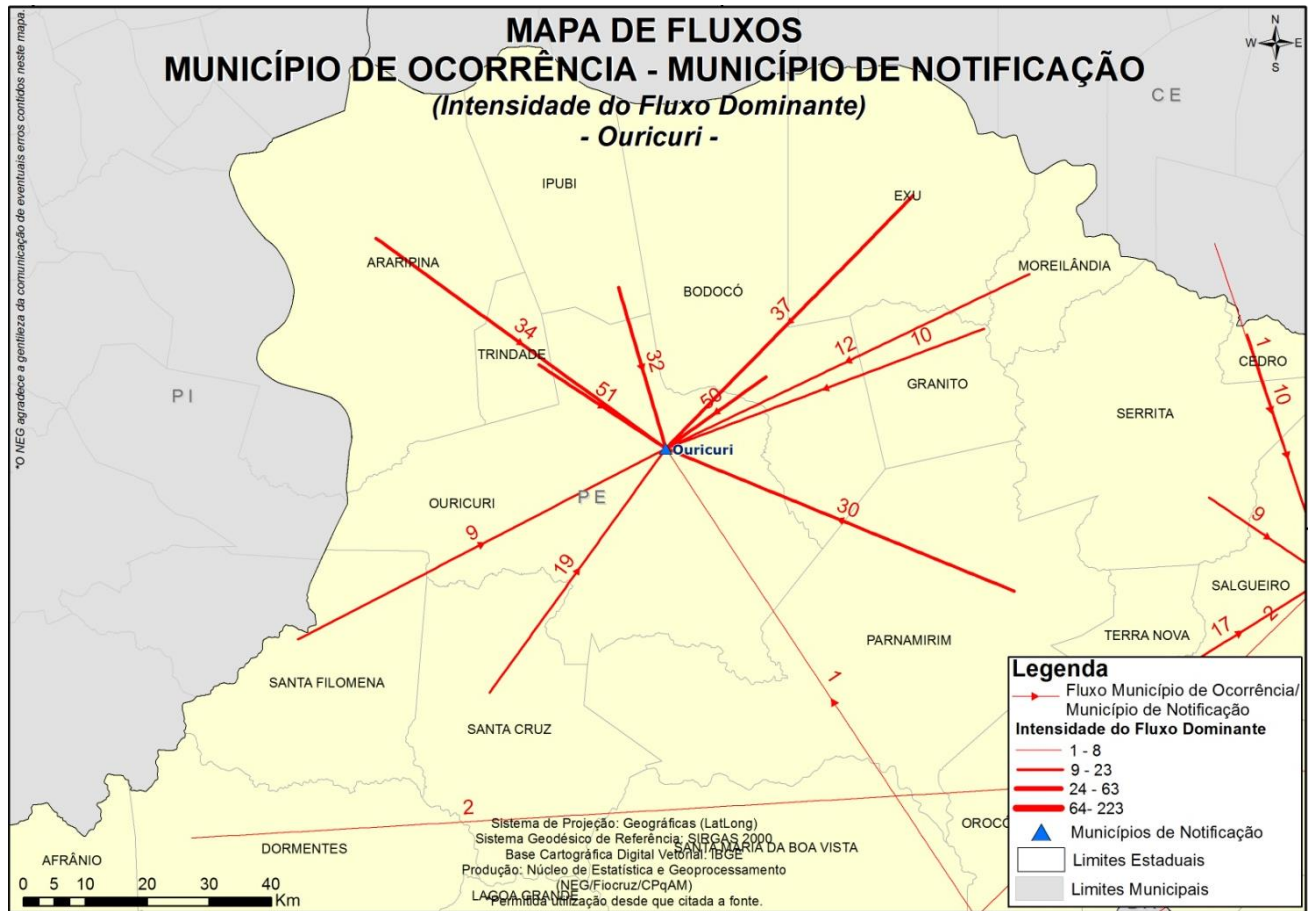 MAPA DE FLUXOS
MUNICÍPIO DE OCORRÊNCIA - MUNICÍPIO DE NOTIFICAÇÃO
(Intensidade do Fluxo Dominante)
- Ouricuri -
*O NEG agradece a gentileza da comunicação de eventuais erros contidos neste mapa.
N
W
E
S
CE
IPUBI
EXU
ARARIPINA
MOREILÂNDIA
BODOCÓ
37
34
12
10
1
TRINDADE
32
CEDRO
GRANITO
10
PI
51
50
SERRITA
Ouricuri
OURICURI
PE
30
9
9
19
SALGUEIRO
17
2
TERRA NOVA
PARNAMIRIM
SANTA FILOMENA
1
SANTA CRUZ
2
OROCÓ
DORMENTES
SANTA MARIA DA BOA VISTA
AFRÂNIO
LAGOA GRANDE
Sistema de Projeção: Geográficas (LatLong)
Sistema Geodésico de Referência: SIRGAS 2000
Base Cartográfica Digital Vetorial: IBGE
Produção: Núcleo de Estatística e Geoprocessamento
(NEG/Fiocruz/CPqAM)
*Permitida utilização desde que citada a fonte.
0 5 10 20 30 40
Km
Legenda
Fluxo Município de Ocorrência/
Município de Notificação
Intensidade do Fluxo Dominante
1 - 8
9 - 23
24 - 63
64- 223
Municípios de Notificação
Limites Estaduais
Limites Municipais